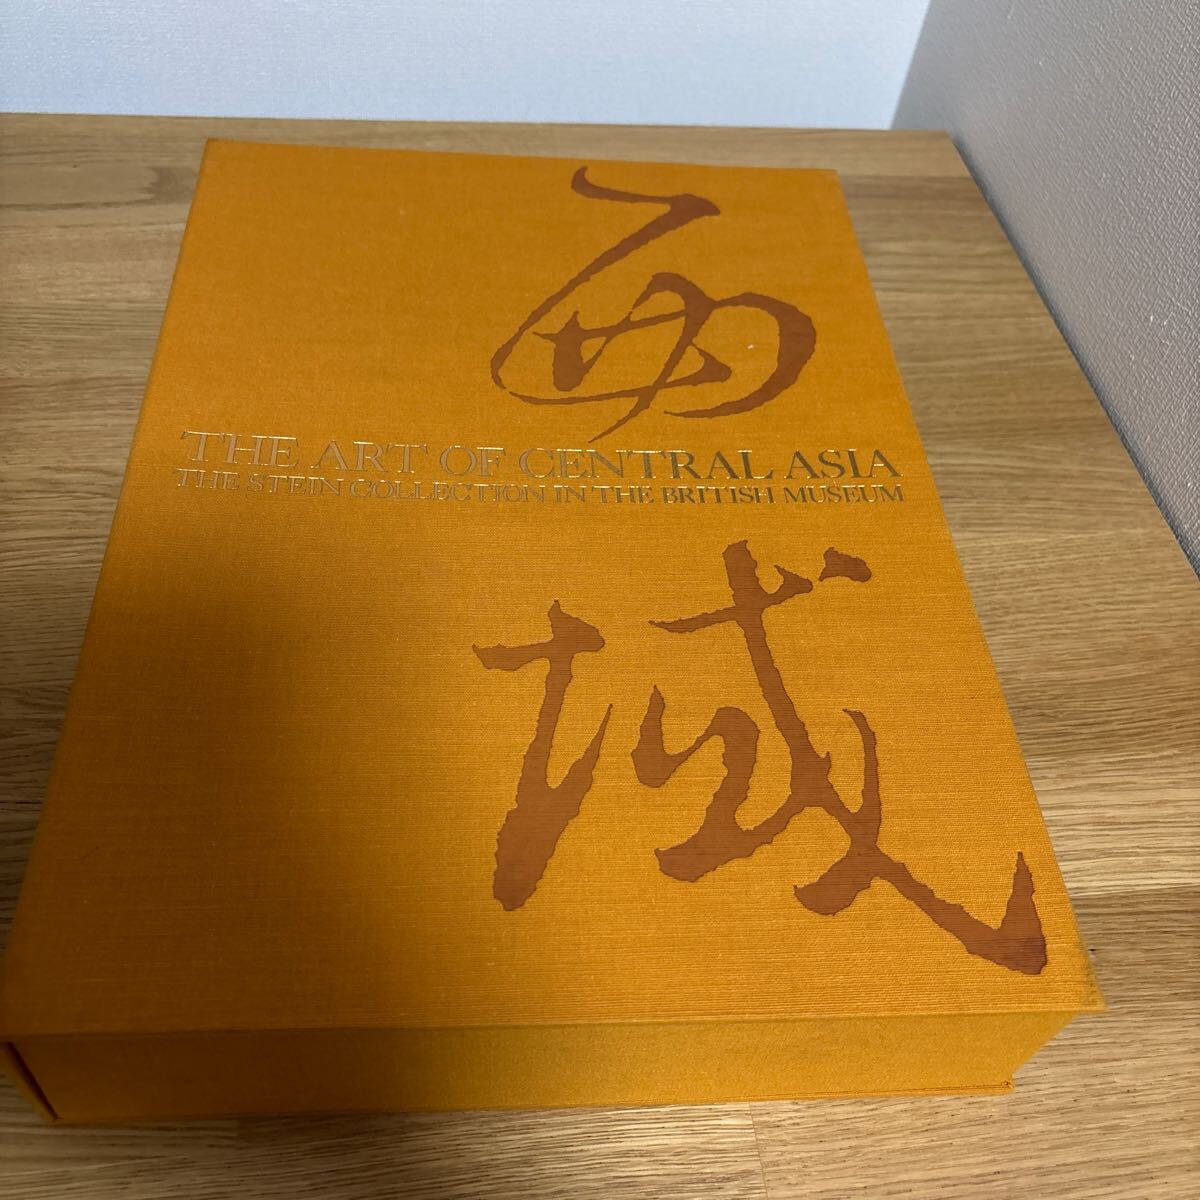 西
THE ART OF CENTRAL ASIA
THE STEIN COLLECTION IN THE BRITISH MUSEUM
域